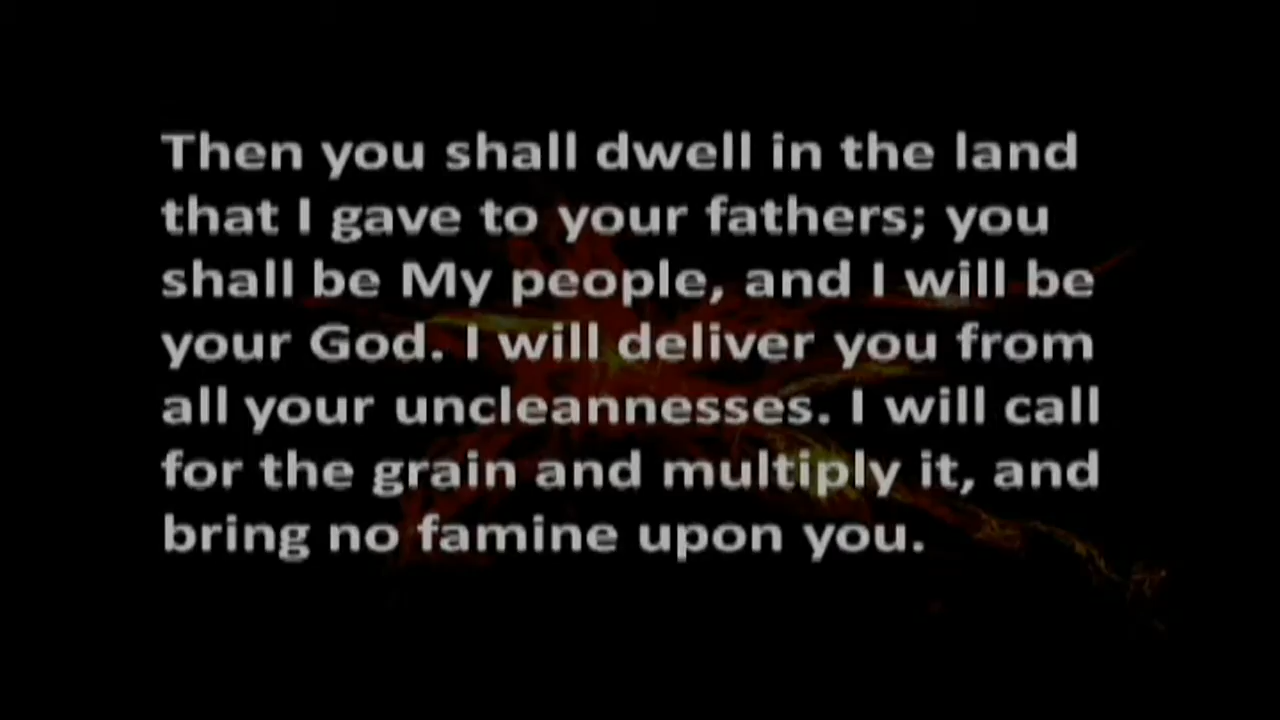 Then you shall dwell in the land
that I gave to your fathers; you
shall be My people, and I will be
your God. I will deliver you from
all your uncleannesses. I will call
for the grain and multiply it, and
bring no famine upon you.